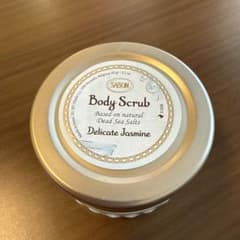 SABON
Body Scrub
Based on natural
Dead Sea Salts
Delicate Jasmine